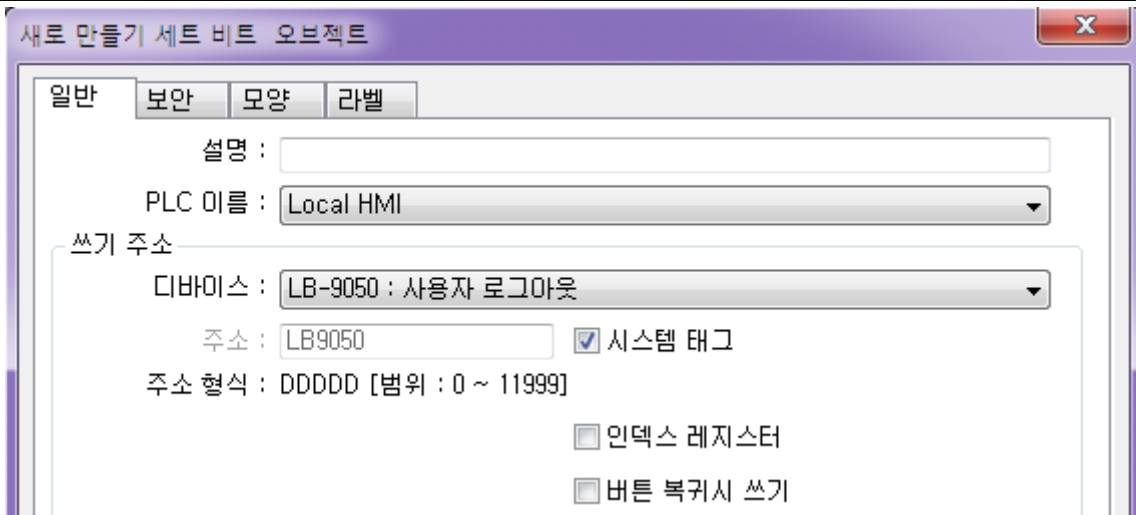 새로 만들기 세트 비트 오브젝트
일반 보안 모양 라벨
설명 :
PLC 이름 : Local HMI
쓰기 주소
디바이스 : LB-9050 : 사용자 로그아웃
주소 : LB9050 시스템 태그
주소 형식 : DDDDD [범위 : 0 ~ 11999]
인덱스 레지스터
버튼 복귀시 쓰기